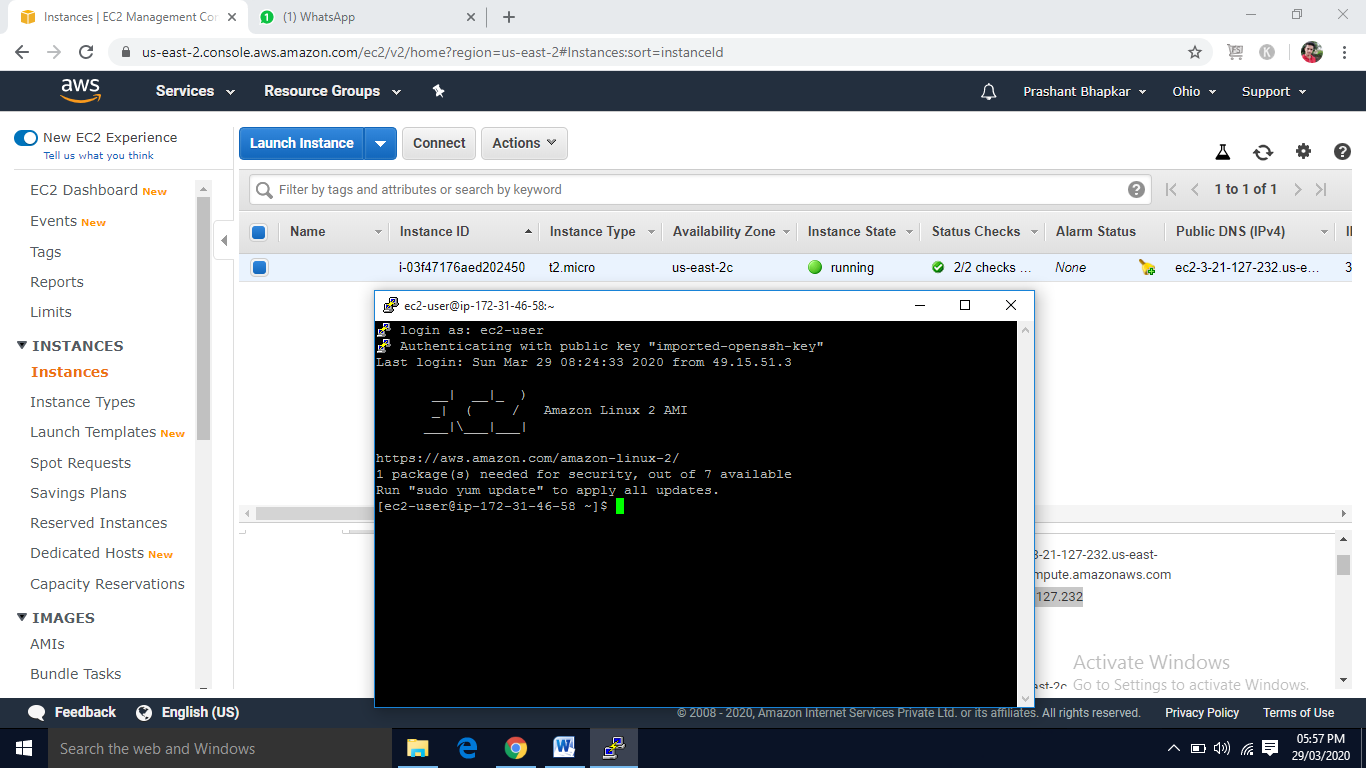 Instances | EC2 Management Con
(1) WhatsApp
us-east-2.console.aws.amazon.com/ec2/v2/home?region=us-east-2#Instances:sort=instanceId
aws
Services
Resource Groups
Prashant Bhapkar
Ohio
Support
New EC2 Experience
Tell us what you think
EC2 Dashboard New
Events New
Tags
Reports
Limits
INSTANCES
Instances
Instance Types
Launch Templates New
Spot Requests
Savings Plans
Reserved Instances
Dedicated Hosts New
Capacity Reservations
IMAGES
AMIs
Bundle Tasks
Launch Instance
Connect
Actions
Filter by tags and attributes or search by keyword
1 to 1 of 1
Name Instance ID Instance Type Availability Zone Instance State Status Checks Alarm Status Public DNS (IPv4)
i-03f47176aed202450 t2.micro us-east-2c running 2/2 checks ... None ec2-3-21-127-232.us-e... 3
ec2-user@ip-172-31-46-58:~
login as: ec2-user
Authenticating with public key "imported-openssh-key"
Last login: Sun Mar 29 08:24:33 2020 from 49.15.51.3
__|  __|_  )
_|  (     /   Amazon Linux 2 AMI
___|\___|___|
https://aws.amazon.com/amazon-linux-2/
1 package(s) needed for security, out of 7 available
Run "sudo yum update" to apply all updates.
[ec2-user@ip-172-31-46-58 ~]$
3-21-127-232.us-east-
mpute.amazonaws.com
127.232
ast-2c
Activate Windows
Go to Settings to activate Windows.
Feedback
English (US)
© 2008 - 2020, Amazon Internet Services Private Ltd. or its affiliates. All rights reserved.
Privacy Policy
Terms of Use
Search the web and Windows
05:57 PM
29/03/2020